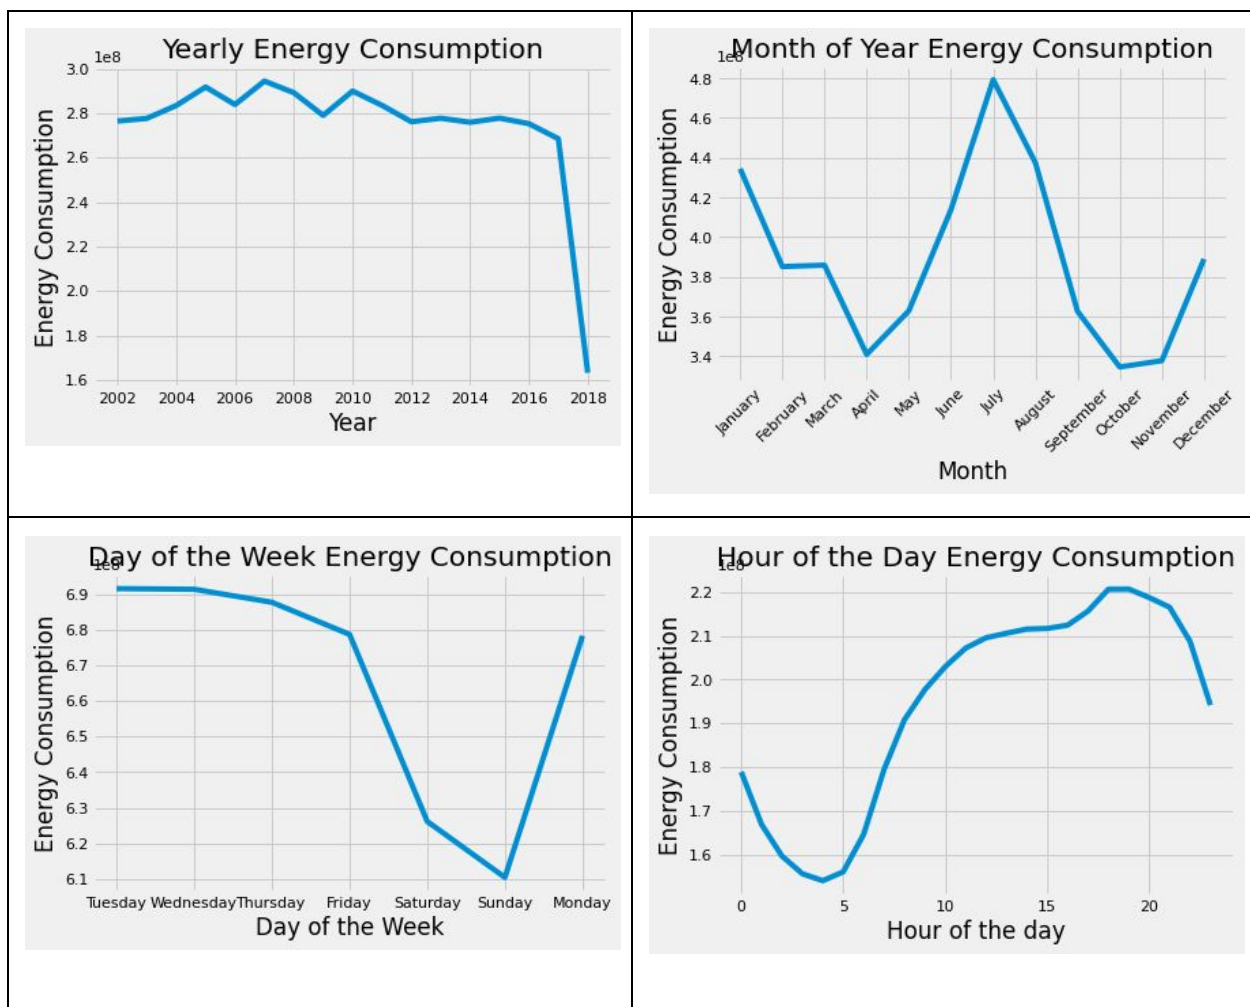 Yearly Energy Consumption
1e8
3.0
2.8
2.6
2.4
2.2
2.0
1.8
1.6
Energy Consumption
2002 2004 2006 2008 2010 2012 2014 2016 2018
Year
Month of Year Energy Consumption
1e8
4.8
4.6
4.4
4.2
4.0
3.8
3.6
3.4
Energy Consumption
January February March April May June July August September October November December
Month
Day of the Week Energy Consumption
1e8
6.9
6.8
6.7
6.6
6.5
6.4
6.3
6.2
6.1
Energy Consumption
Tuesday Wednesday Thursday Friday Saturday Sunday Monday
Day of the Week
Hour of the Day Energy Consumption
1e8
2.2
2.1
2.0
1.9
1.8
1.7
1.6
Energy Consumption
0 5 10 15 20
Hour of the day